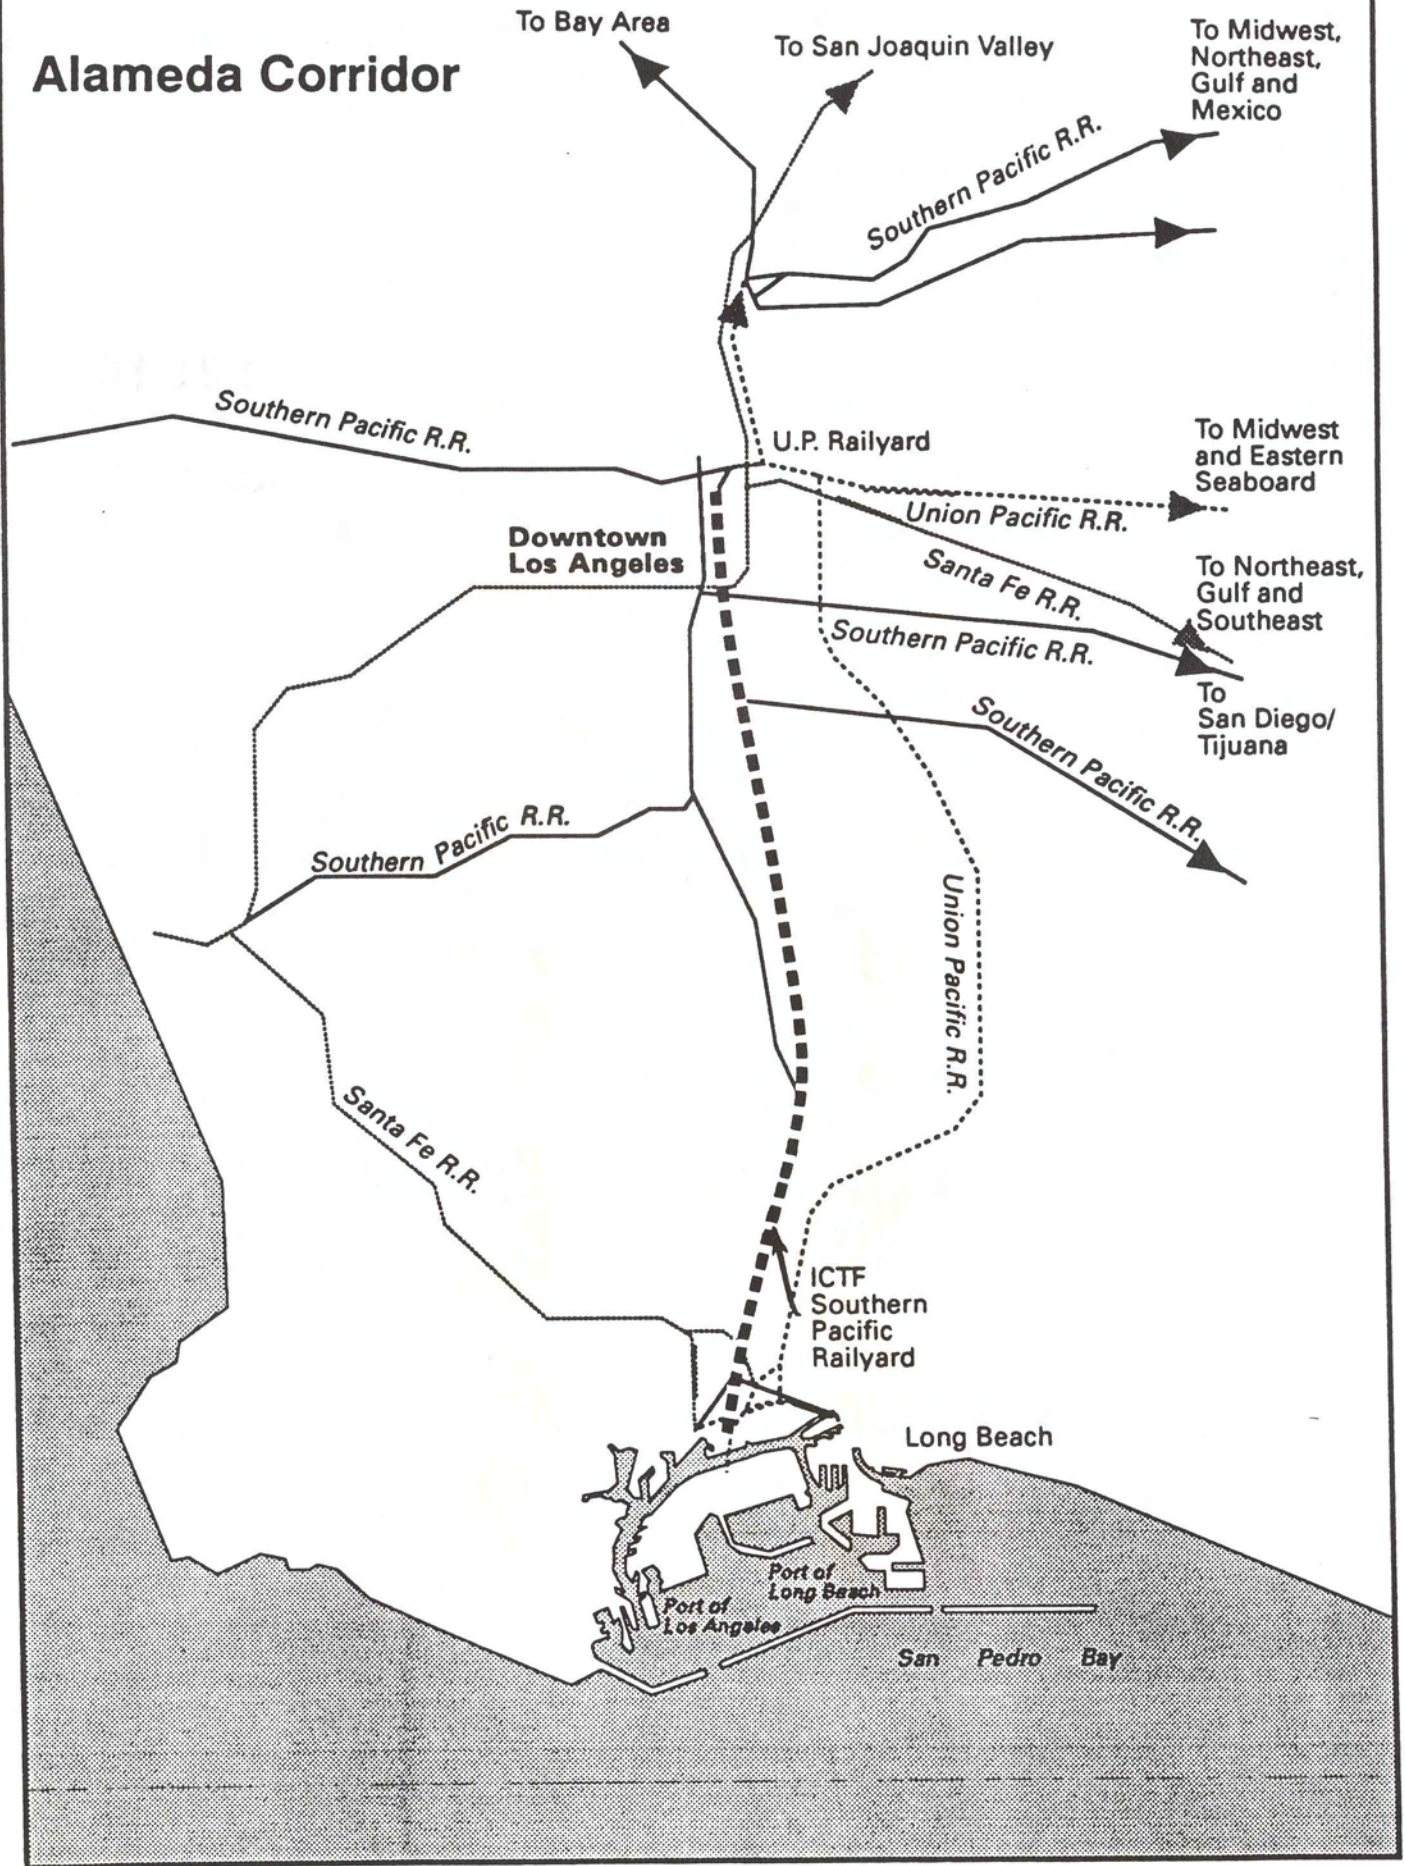 To Bay Area
To San Joaquin Valley
To Midwest,
Northeast,
Gulf and
Mexico
Alameda Corridor
Southern Pacific R.R.
Southern Pacific R.R.
U.P. Railyard
To Midwest
and Eastern
Seaboard
Union Pacific R.R.
Downtown
Los Angeles
Santa Fe R.R.
To Northeast,
Gulf and
Southeast
Southern Pacific R.R.
To
San Diego/
Tijuana
Southern Pacific R.R.
Southern Pacific R.R.
Union Pacific R.R.
Santa Fe R.R.
ICTF
Southern
Pacific
Railyard
Long Beach
Port of
Long Beach
Port of
Los Angeles
San Pedro Bay